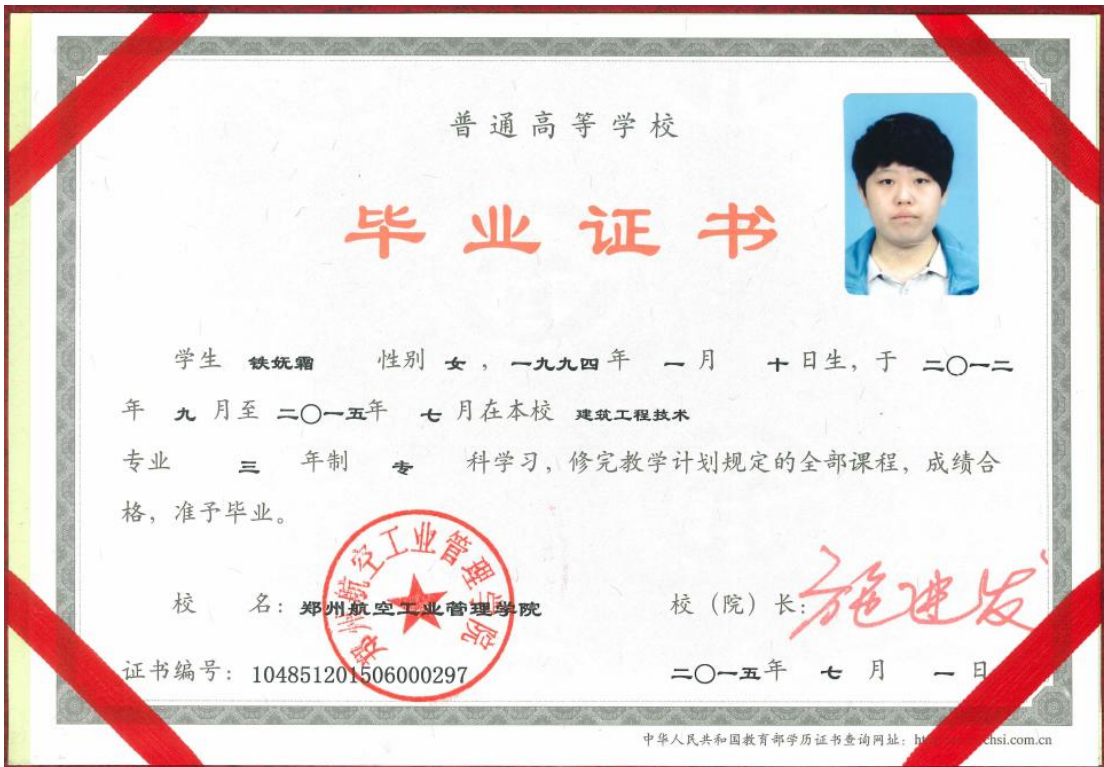 普通高等学校
毕业证书
学生 铁妩霜 性别 女，一九九四年 一月 十日生，于 二〇一二
年 九 月至 二〇一五年 七 月在本校 建筑工程技术
专业 三 年制 专 科学习，修完教学计划规定的全部课程，成绩合
格，准予毕业。
郑州航空工业管理学院
校 名：郑州航空工业管理学院 校（院）长：施建发
证书编号：104851201506000297 二〇一五年 七 月 一 日
中华人民共和国教育部学历证书查询网址：